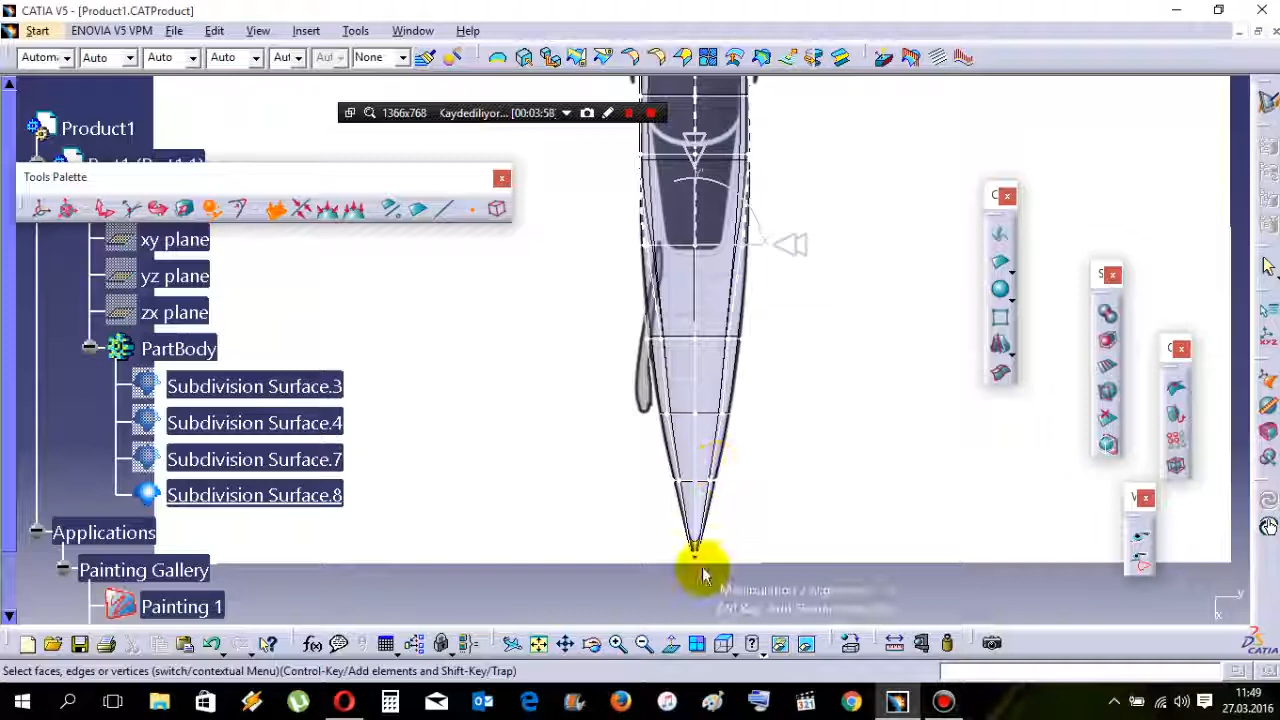 CATIA V5 - [Product1.CATProduct]
Start ENOVIA V5 VPM File Edit View Insert Tools Window Help
Autom Auto Auto Auto Aut Aut None
1366x768 Kaydediliyor... [00:03:58]
Product1
Tools Palette
xy plane
yz plane
zx plane
PartBody
Subdivision Surface.3
Subdivision Surface.4
Subdivision Surface.7
Subdivision Surface.8
Applications
Painting Gallery
Painting 1
C
S
C
V
y
x
CATIA
Select faces, edges or vertices (switch/contextual Menu)(Control-Key/Add elements and Shift-Key/Trap)
11:49
27.03.2016